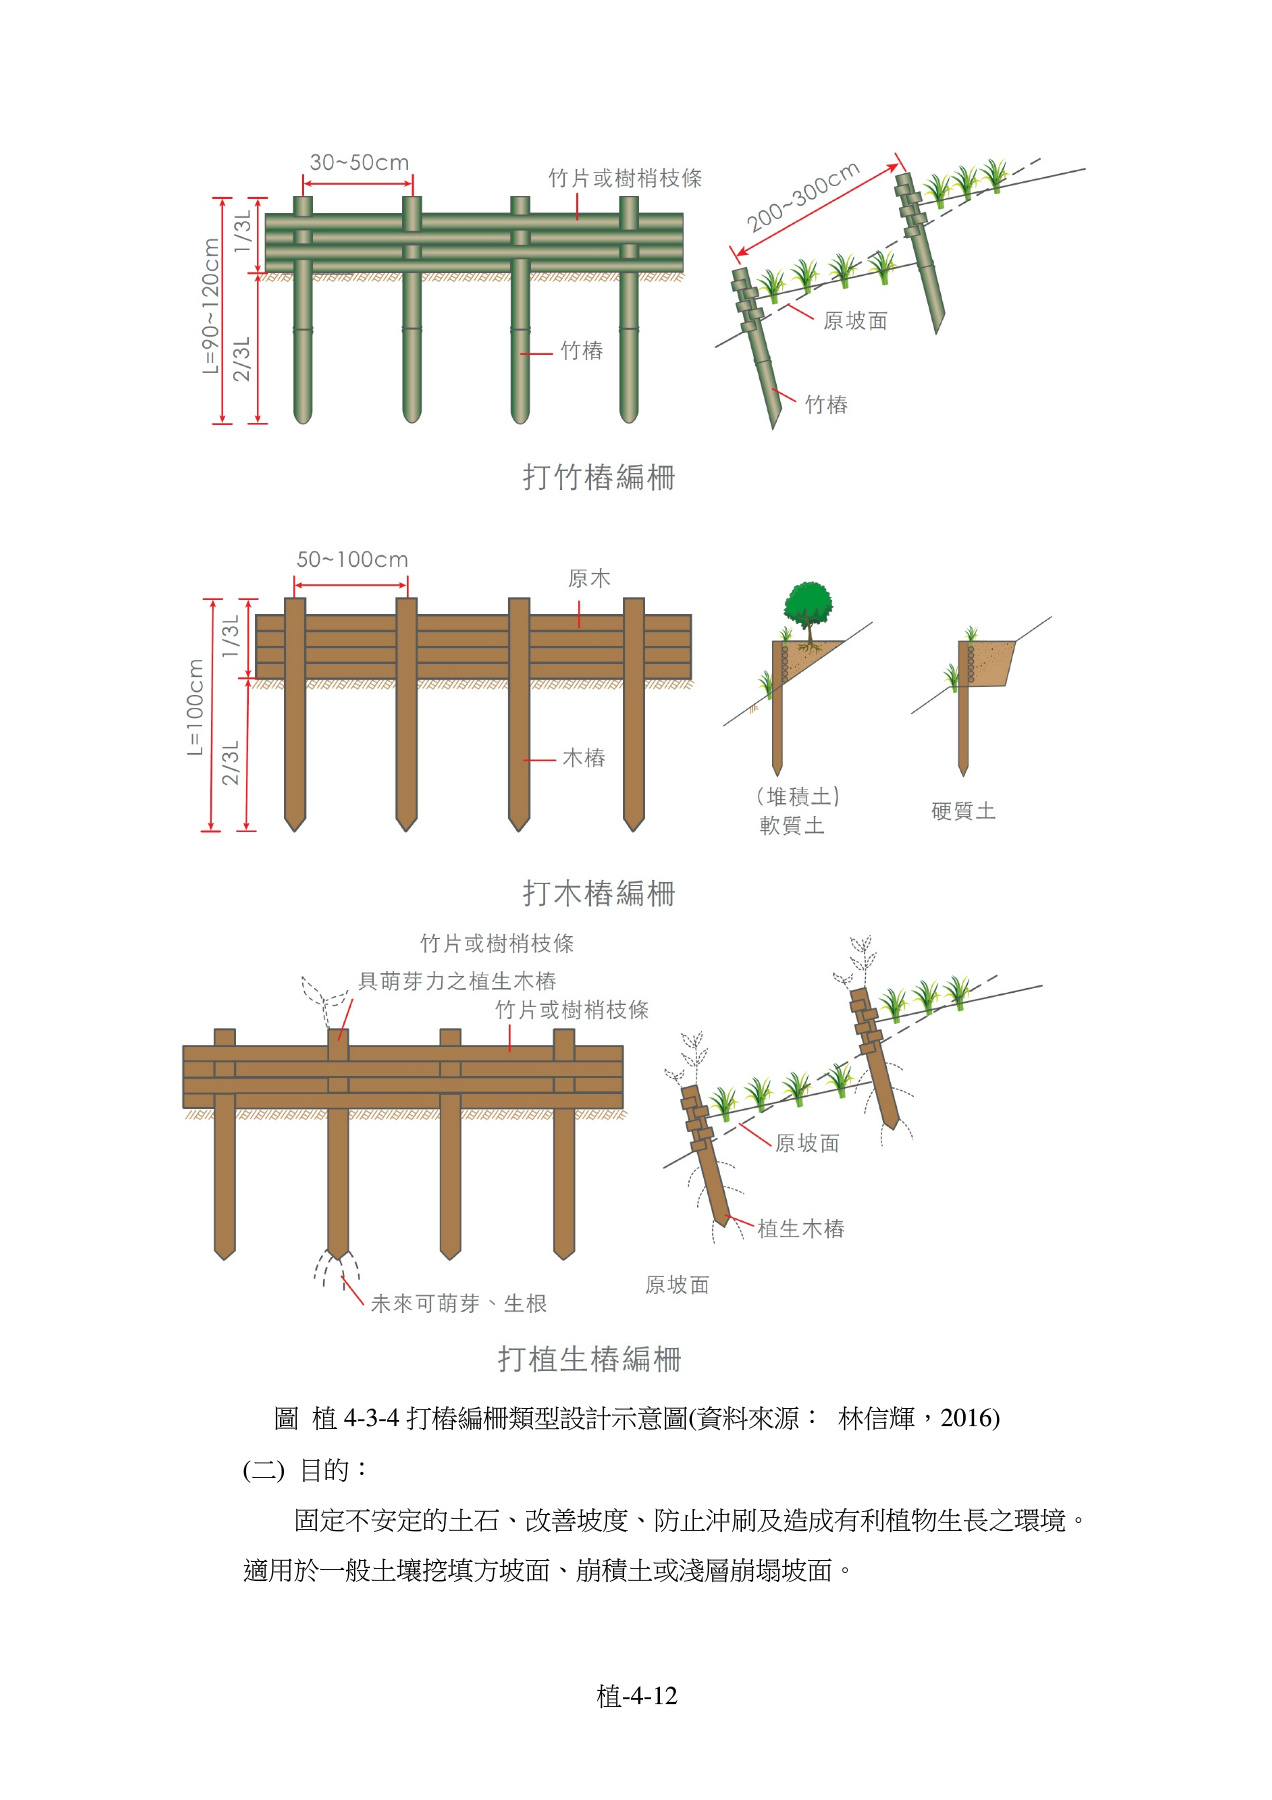 30~50cm
竹片或樹梢枝條
200~300cm
1/3L
L=90~120cm
2/3L
竹樁
原坡面
竹樁
打竹樁編柵
50~100cm
原木
1/3L
L=100cm
2/3L
木樁
(堆積土)
軟質土
硬質土
打木樁編柵
竹片或樹梢枝條
具萌芽力之植生木樁
竹片或樹梢枝條
原坡面
植生木樁
原坡面
未來可萌芽、生根
打植生樁編柵
圖 植 4-3-4 打樁編柵類型設計示意圖(資料來源： 林信輝，2016)
(二) 目的：
固定不安定的土石、改善坡度、防止沖刷及造成有利植物生長之環境。
適用於一般土壤挖填方坡面、崩積土或淺層崩塌坡面。
植-4-12